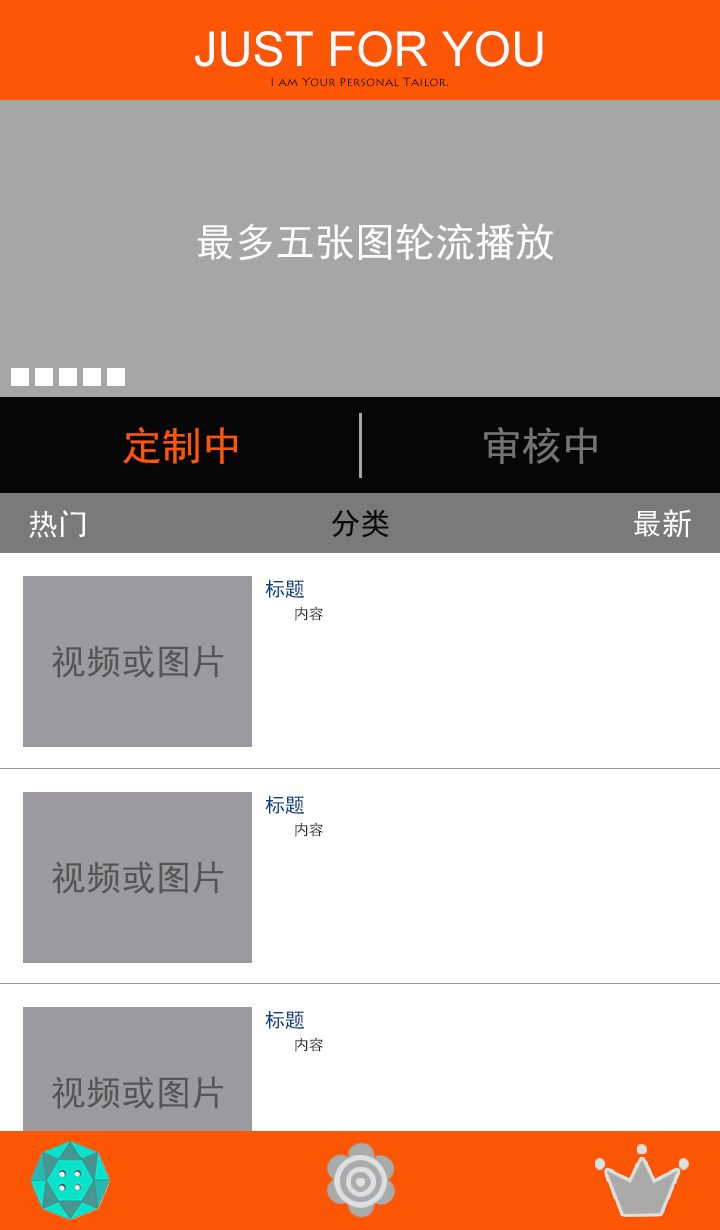 JUST FOR YOU
I am Your Personal Tailor.
最多五张图轮流播放
定制中 审核中
热门 分类 最新
标题
内容
视频或图片
标题
内容
视频或图片
标题
内容
视频或图片